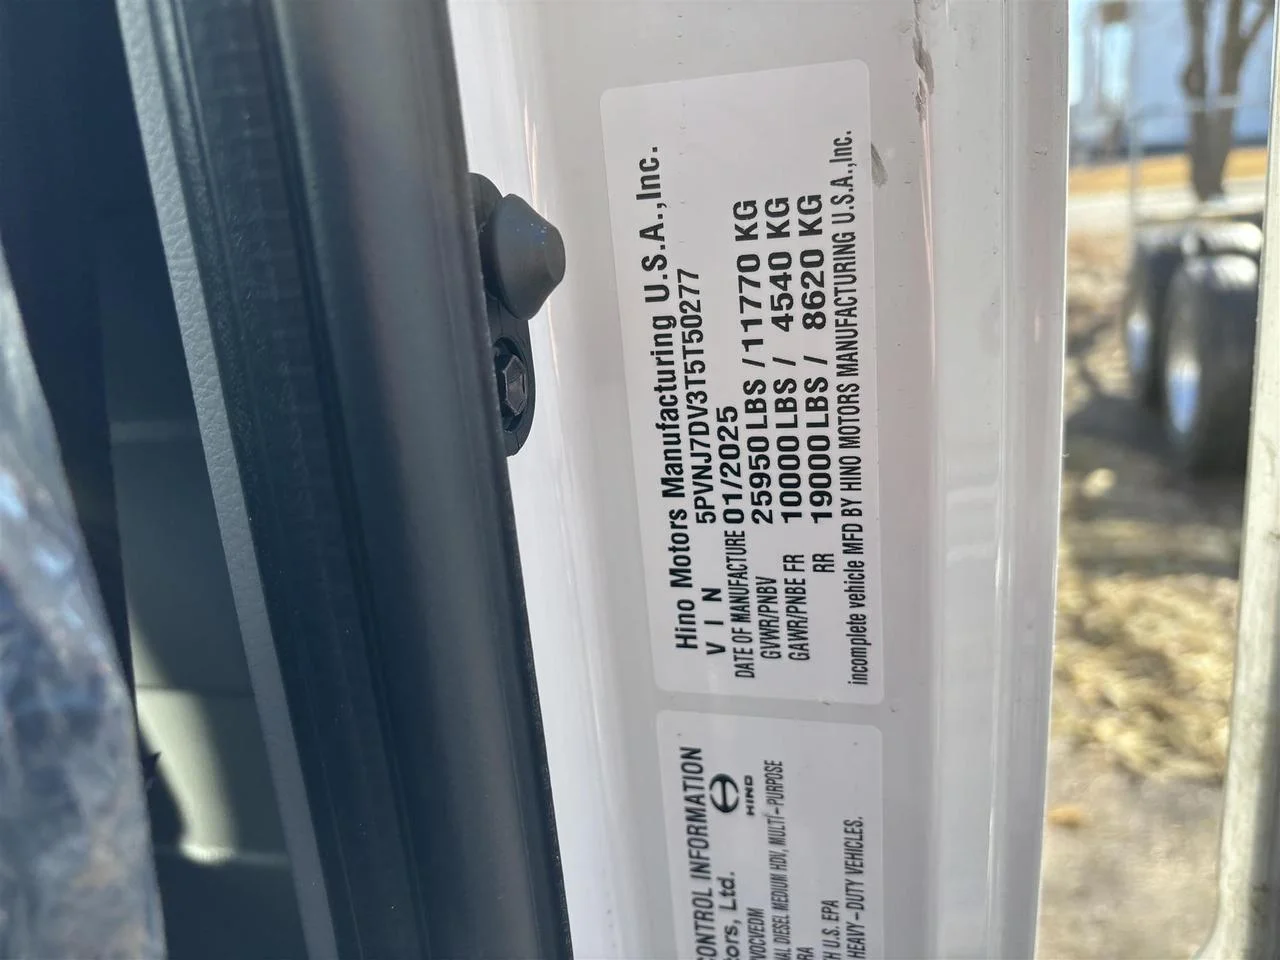 Hino Motors Manufacturing U.S.A.,Inc.
V I N 5PVNJ7DV3T5T50277
DATE OF MANUFACTURE 01/2025
GVWR/PNBV 25950 LBS / 11770 KG
GAWR/PNBE FR 10000 LBS / 4540 KG
RR 19000 LBS / 8620 KG
incomplete vehicle MFD BY HINO MOTORS MANUFACTURING U.S.A.,Inc.
CONTROL INFORMATION
Ltd.
HINO
DIESEL MEDIUM HDV, MULTI-PURPOSE
U.S. EPA
HEAVY-DUTY VEHICLES.